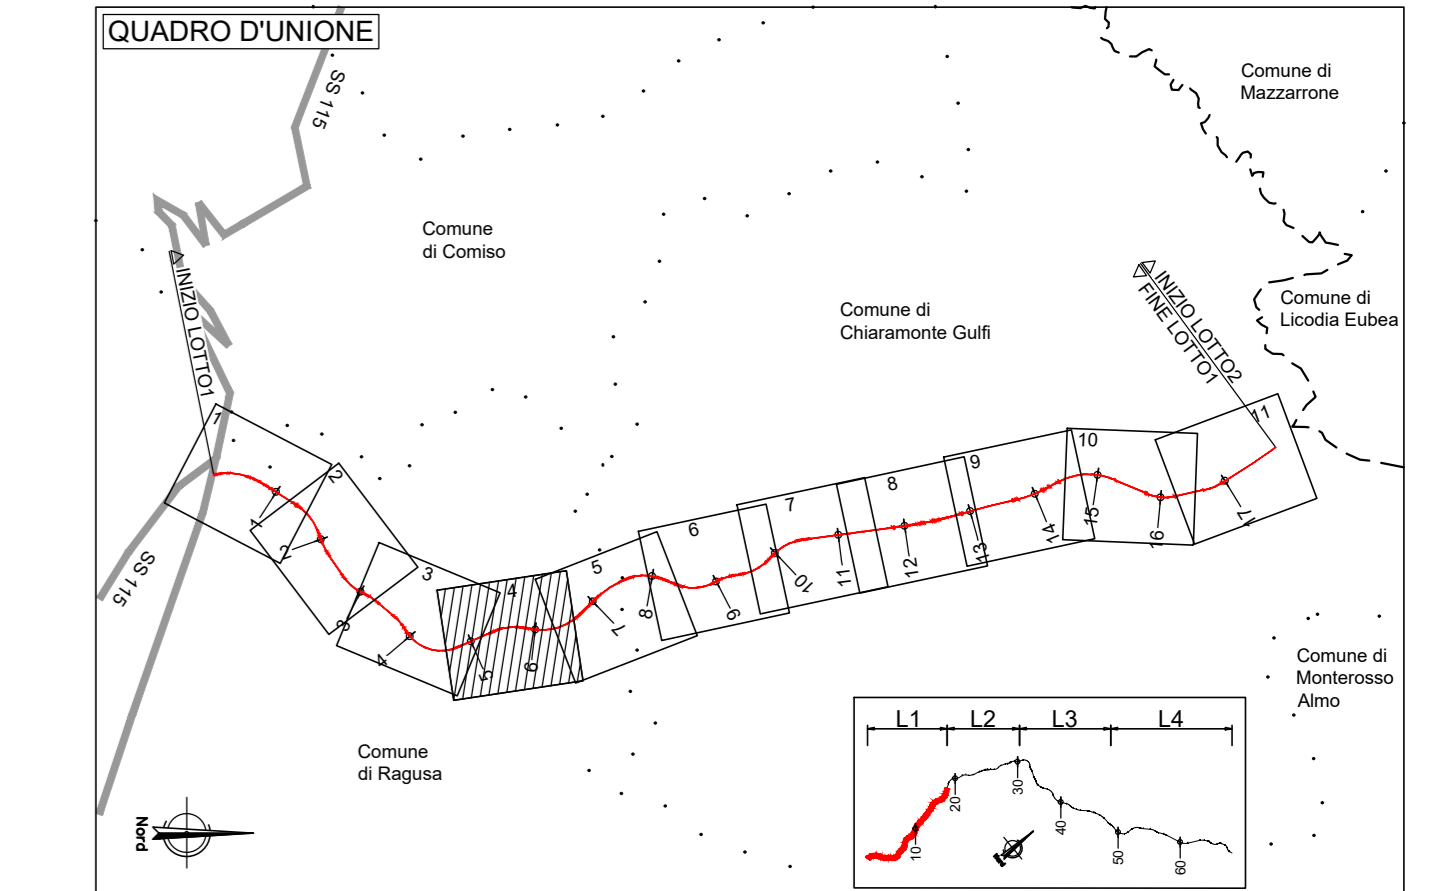 QUADRO D'UNIONE
SS 115
Comune di
Mazzarrone
Comune
di Comiso
Comune di
Chiaramonte Gulfi
Comune di
Licodia Eubea
INIZIO LOTTO1
INIZIO LOTTO2
FINE LOTTO1
1
2
3
4
5
6
7
8
9
10
11
1
2
3
4
5
6
7
8
9
10
11
12
13
14
15
16
17
SS 115
Comune di
Monterosso
Almo
Comune
di Ragusa
Nord
L1
L2
L3
L4
10
20
30
40
50
60